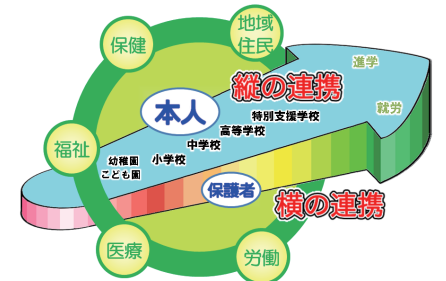 保健
地域
住民
進学
縦の連携
本人
就労
特別支援学校
高等学校
中学校
福祉
幼稚園
こども園
小学校
保護者
横の連携
医療
労働